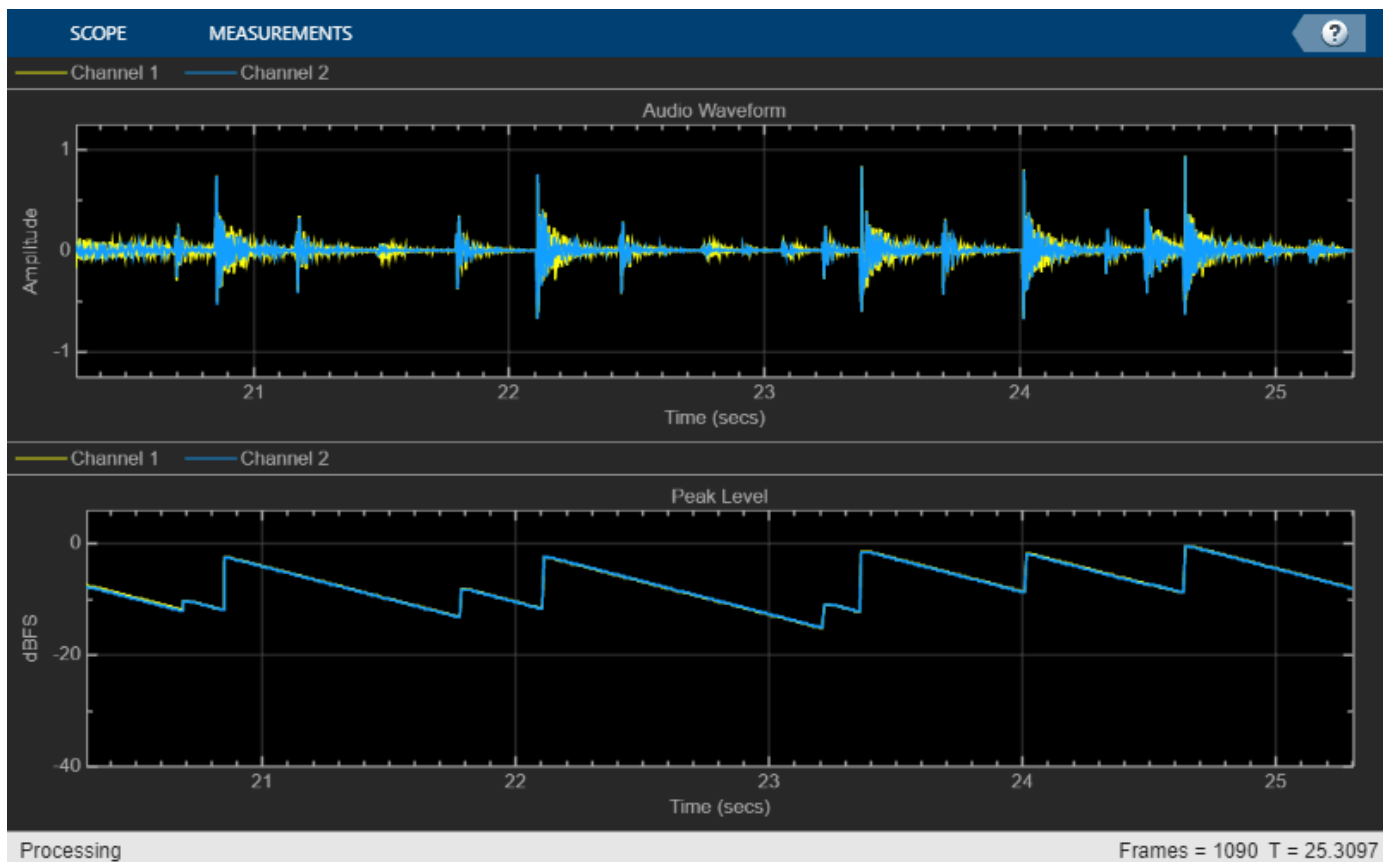 SCOPE MEASUREMENTS ?
Channel 1 Channel 2
Audio Waveform
1
0
-1
Amplitude
21 22 23 24 25
Time (secs)
Channel 1 Channel 2
Peak Level
0
-20
-40
dBFS
21 22 23 24 25
Time (secs)
Processing Frames = 1090 T = 25.3097